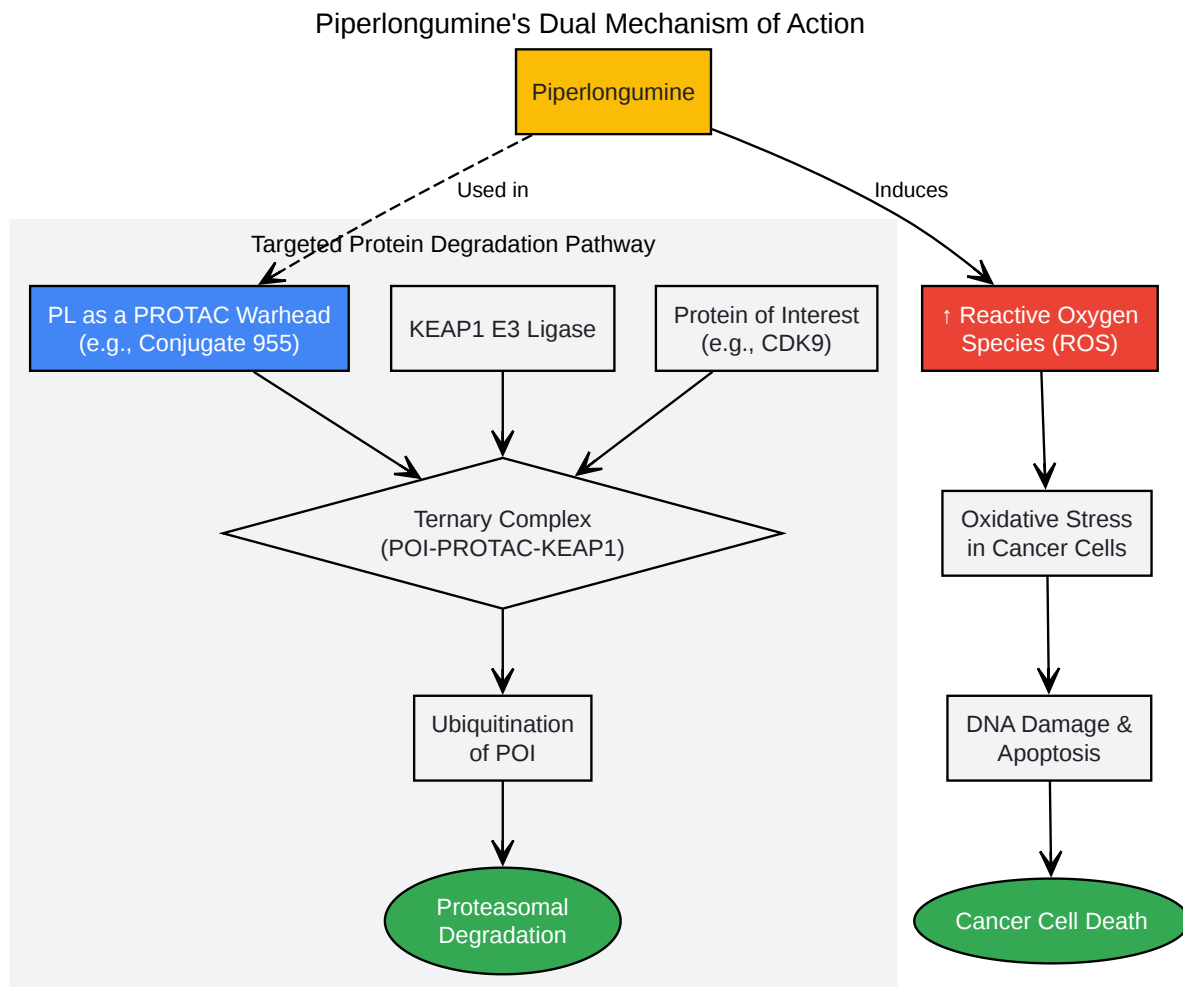 Piperlongumine's Dual Mechanism of Action
Piperlongumine
Used in
Induces
Targeted Protein Degradation Pathway
PL as a PROTAC Warhead
(e.g., Conjugate 955)
KEAP1 E3 Ligase
Protein of Interest
(e.g., CDK9)
↑ Reactive Oxygen
Species (ROS)
Ternary Complex
(POI-PROTAC-KEAP1)
Oxidative Stress
in Cancer Cells
Ubiquitination
of POI
DNA Damage &
Apoptosis
Proteasomal
Degradation
Cancer Cell Death